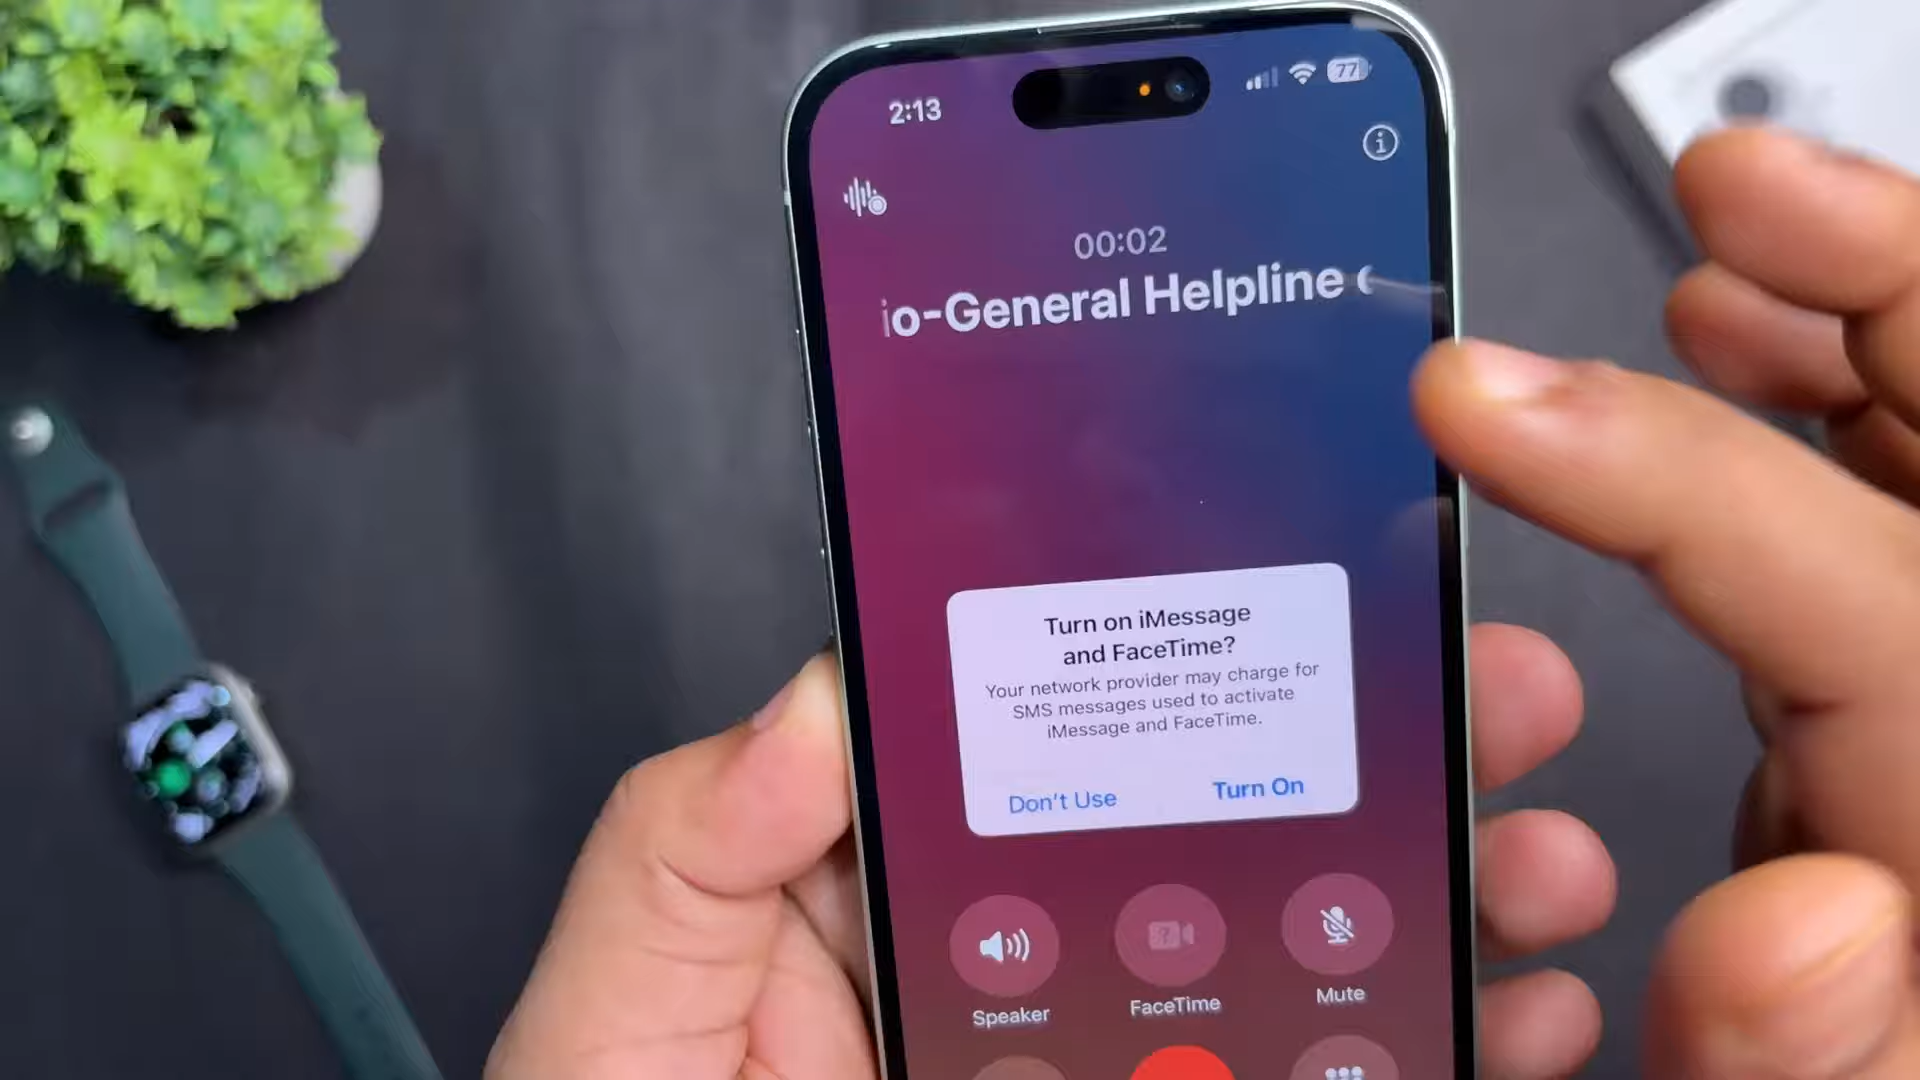 2:13
77
00:02
io-General Helpline
Turn on iMessage
and FaceTime?
Your network provider may charge for
SMS messages used to activate
iMessage and FaceTime.
Don't Use
Turn On
Speaker
FaceTime
Mute